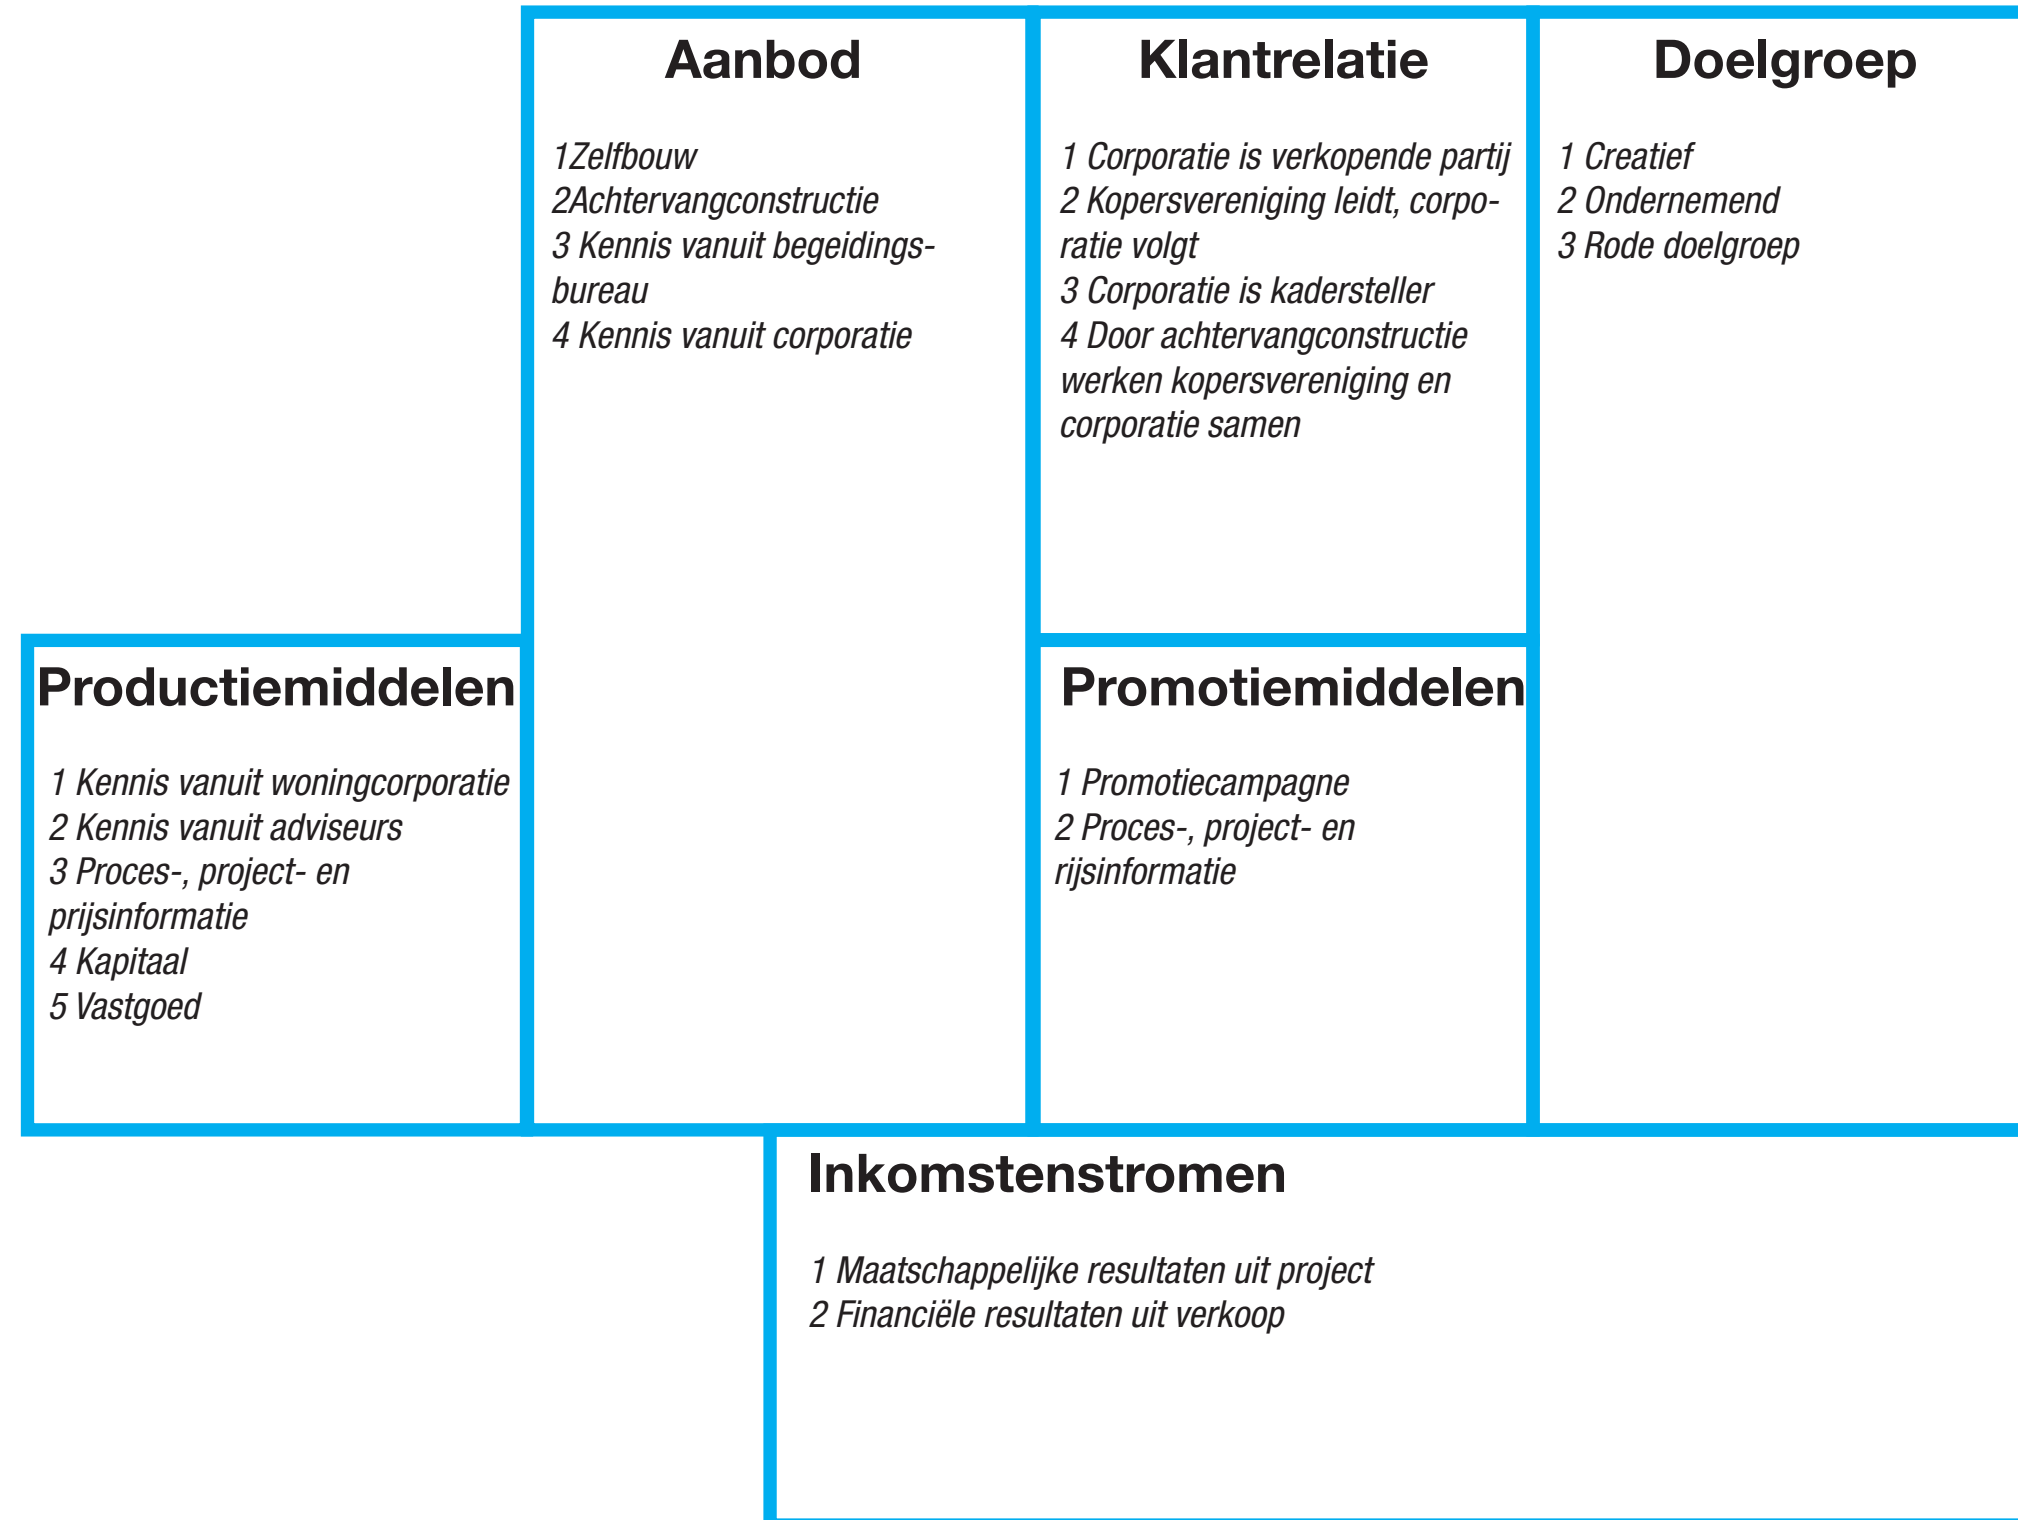 Aanbod
1Zelfbouw
2Achtervangconstructie
3 Kennis vanuit begeidings-
bureau
4 Kennis vanuit corporatie
Klantrelatie
1 Corporatie is verkopende partij
2 Kopersvereniging leidt, corpo-
ratie volgt
3 Corporatie is kadersteller
4 Door achtervangconstructie
werken kopersvereniging en
corporatie samen
Doelgroep
1 Creatief
2 Ondernemend
3 Rode doelgroep
Productiemiddelen
1 Kennis vanuit woningcorporatie
2 Kennis vanuit adviseurs
3 Proces-, project- en
prijsinformatie
4 Kapitaal
5 Vastgoed
Promotiemiddelen
1 Promotiecampagne
2 Proces-, project- en
rijsinformatie
Inkomstenstromen
1 Maatschappelijke resultaten uit project
2 Financiële resultaten uit verkoop